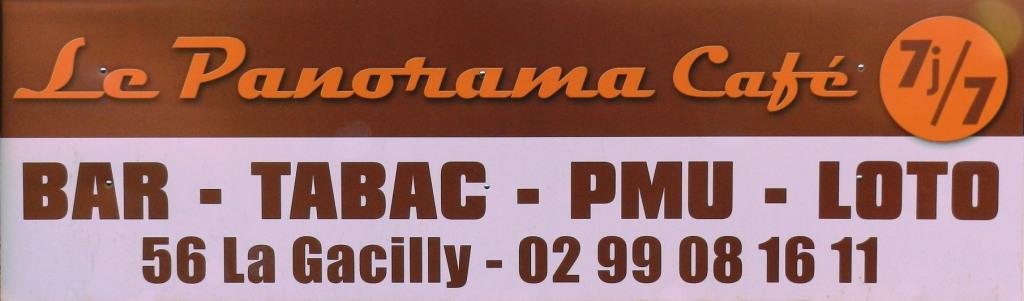 Le Panorama Café 7j/7
BAR - TABAC - PMU - LOTO
56 La Gacilly - 02 99 08 16 11